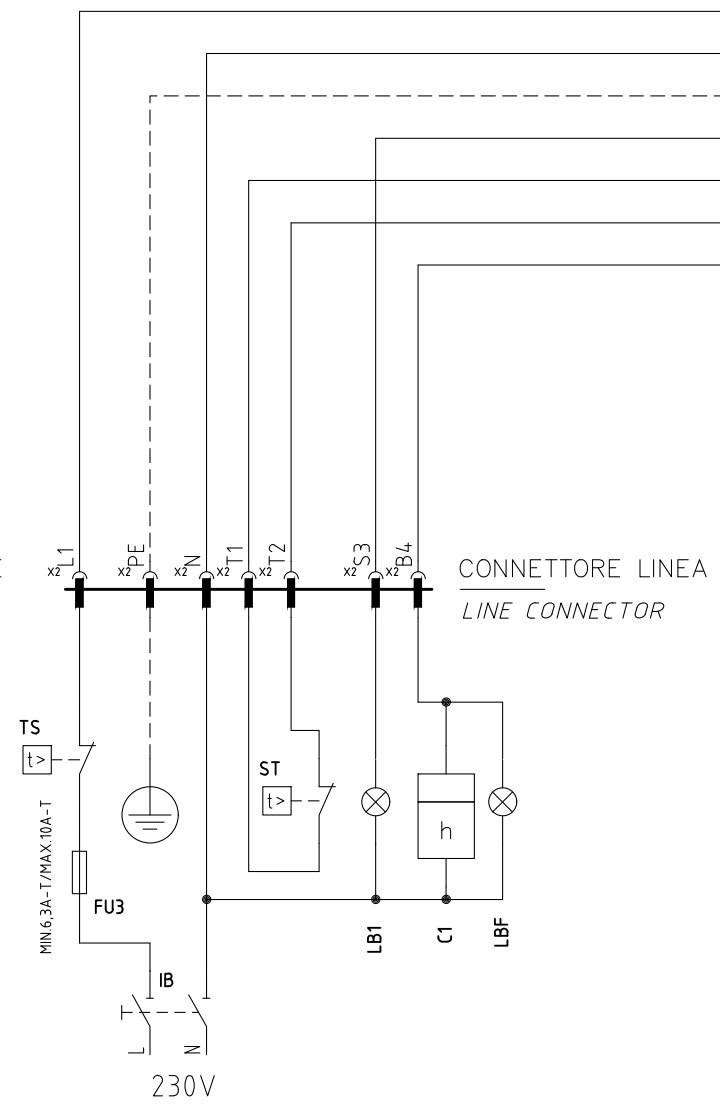 x2 L1
x2 PE
x2 N
x2 T1
x2 T2
x2 S3
x2 B4
CONNETTORE LINEA
LINE CONNECTOR
TS
t>
ST
t>
h
MIN.6,3A-T/MAX.10A-T
FU3
LB1
C1
LBF
IB
L
N
230V